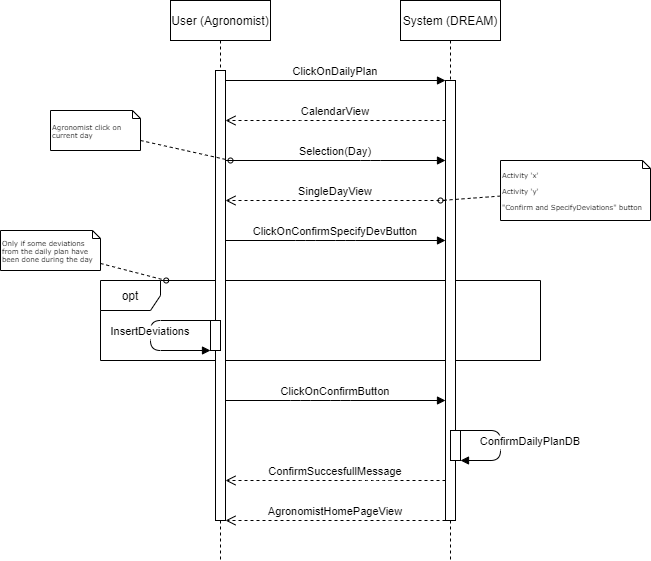 User (Agronomist)
System (DREAM)
ClickOnDailyPlan
CalendarView
Agronomist click on
current day
Selection(Day)
Activity 'x'
Activity 'y'
"Confirm and SpecifyDeviations" button
SingleDayView
ClickOnConfirmSpecifyDevButton
Only if some deviations
from the daily plan have
been done during the day
opt
InsertDeviations
ClickOnConfirmButton
ConfirmDailyPlanDB
ConfirmSuccesfullMessage
AgronomistHomePageView